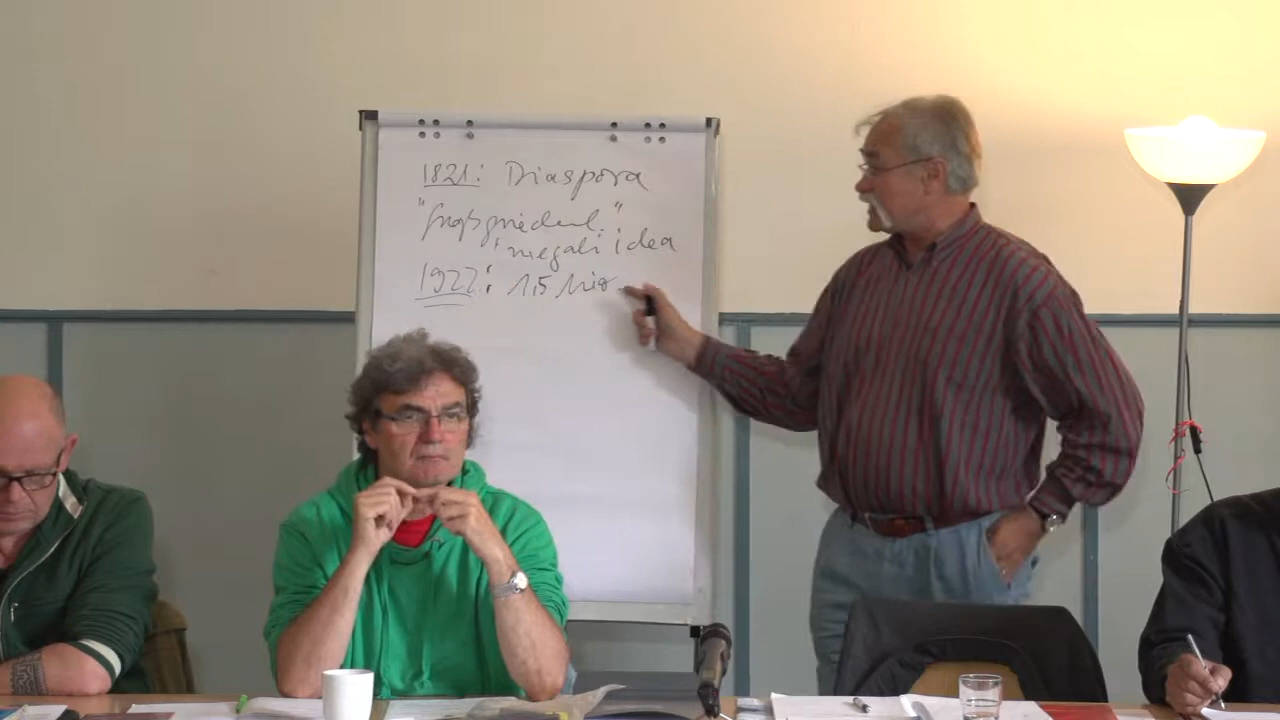 1821: Diaspora
"Großgriechenl."
"megali idea
1922: 1,5 Mio.